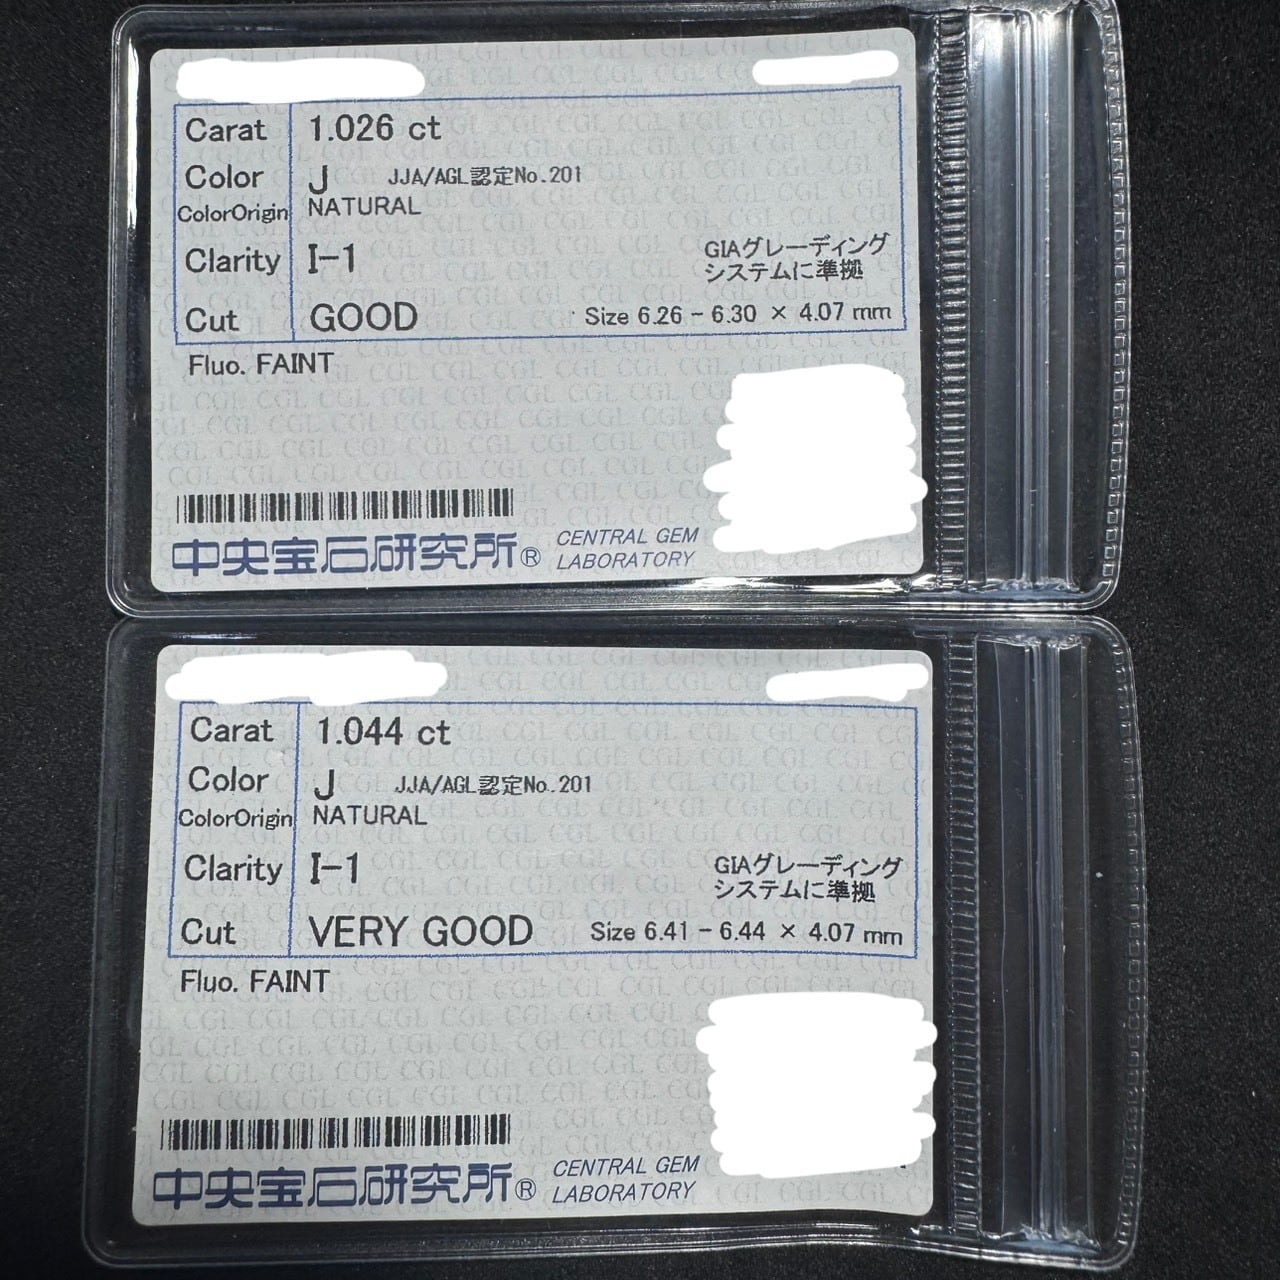 Carat 1.026 ct
Color J JJA/AGL認定No.201
ColorOrigin NATURAL
Clarity I-1 GIAグレーディング
システムに準拠
Cut GOOD Size 6.26 - 6.30 × 4.07 mm
Fluo. FAINT
中央宝石研究所® CENTRAL GEM
LABORATORY
Carat 1.044 ct
Color J JJA/AGL認定No.201
ColorOrigin NATURAL
Clarity I-1 GIAグレーディング
システムに準拠
Cut VERY GOOD Size 6.41 - 6.44 × 4.07 mm
Fluo. FAINT
中央宝石研究所® CENTRAL GEM
LABORATORY